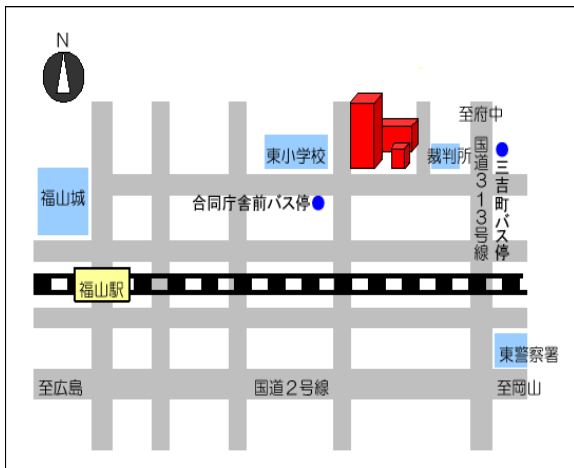 N
至府中
東小学校
裁判所
国道313号線
三吉町バス停
福山城
合同庁舎前バス停
福山駅
東警察署
至広島
国道2号線
至岡山